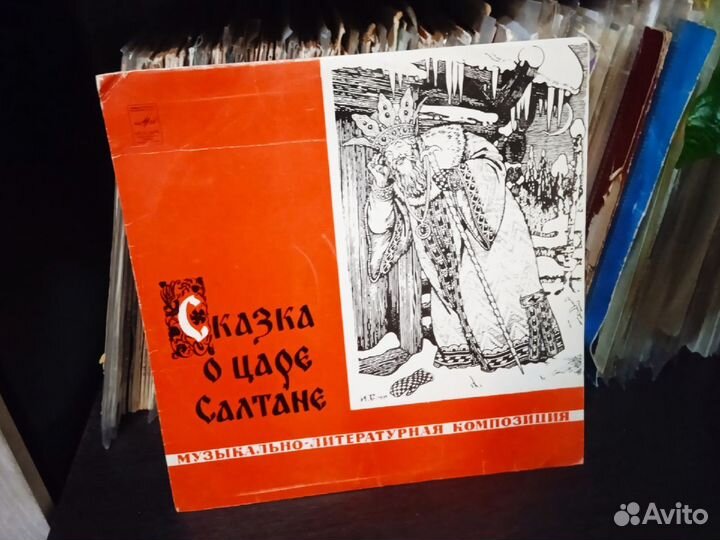 Сказка
о царе
Салтане
МУЗЫКАЛЬНО-ЛИТЕРАТУРНАЯ КОМПОЗИЦИЯ
Avito